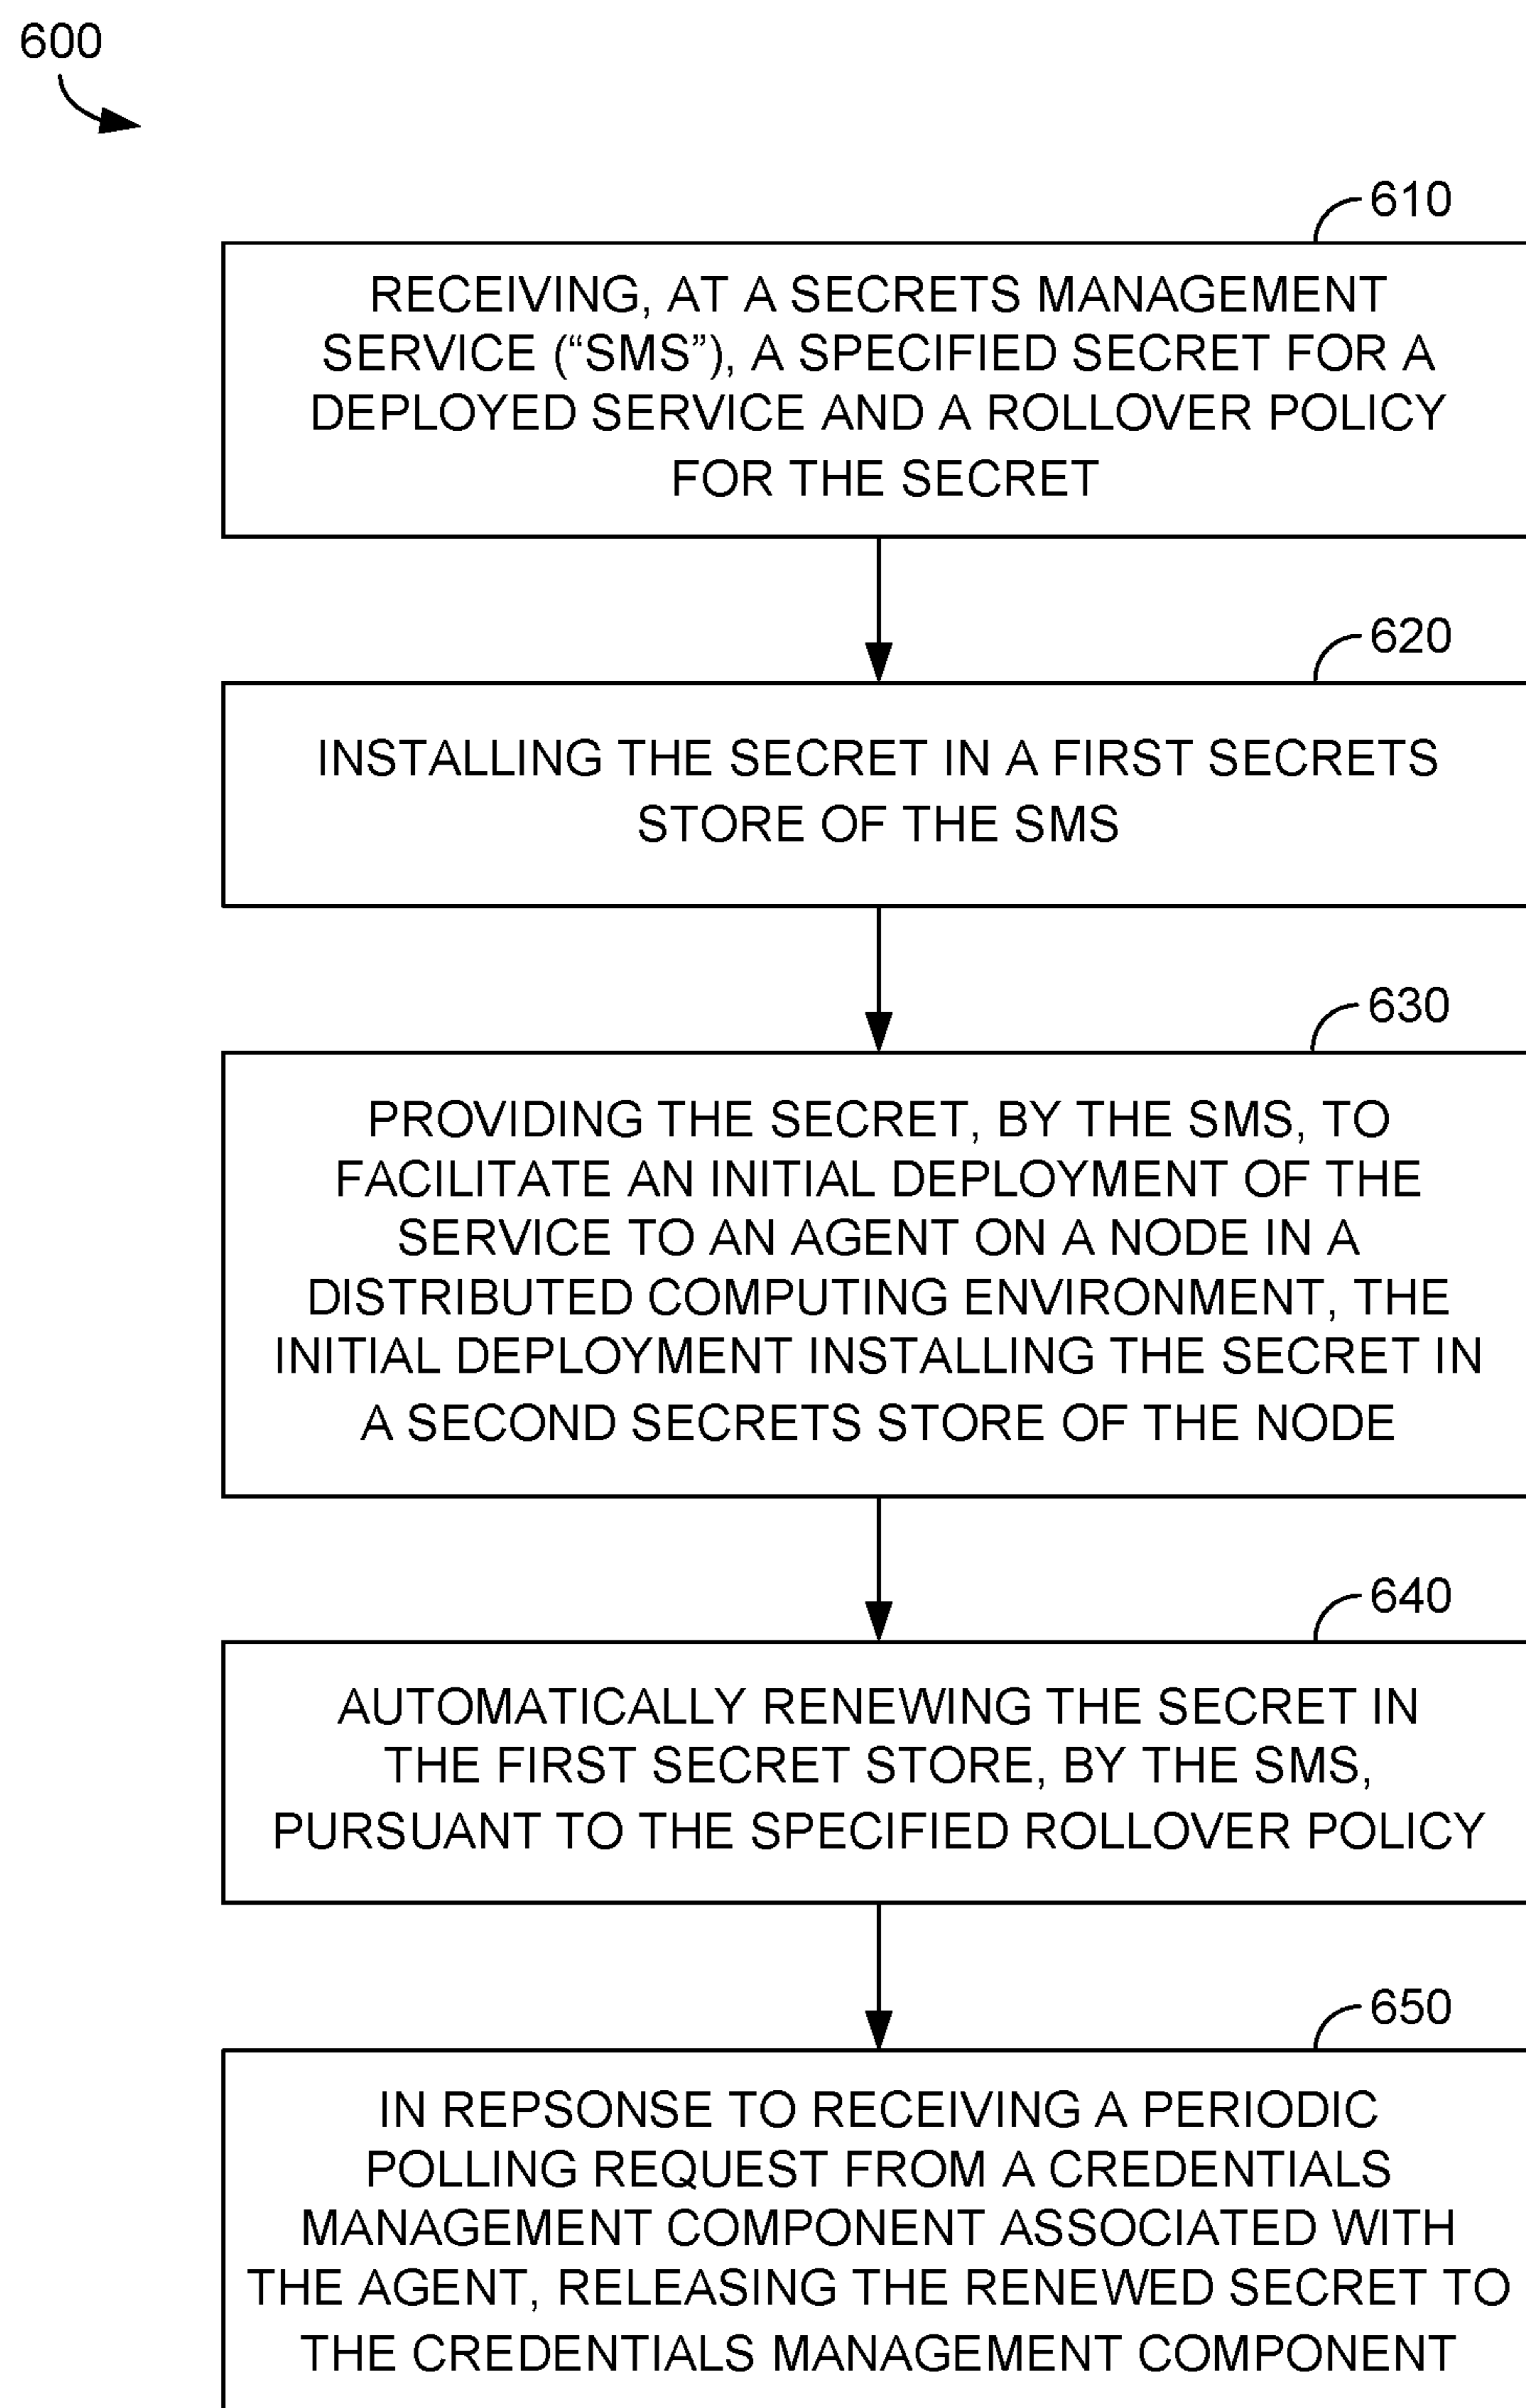 600
610
RECEIVING, AT A SECRETS MANAGEMENT
SERVICE (“SMS”), A SPECIFIED SECRET FOR A
DEPLOYED SERVICE AND A ROLLOVER POLICY
FOR THE SECRET
620
INSTALLING THE SECRET IN A FIRST SECRETS
STORE OF THE SMS
630
PROVIDING THE SECRET, BY THE SMS, TO
FACILITATE AN INITIAL DEPLOYMENT OF THE
SERVICE TO AN AGENT ON A NODE IN A
DISTRIBUTED COMPUTING ENVIRONMENT, THE
INITIAL DEPLOYMENT INSTALLING THE SECRET IN
A SECOND SECRETS STORE OF THE NODE
640
AUTOMATICALLY RENEWING THE SECRET IN
THE FIRST SECRET STORE, BY THE SMS,
PURSUANT TO THE SPECIFIED ROLLOVER POLICY
650
IN REPSONSE TO RECEIVING A PERIODIC
POLLING REQUEST FROM A CREDENTIALS
MANAGEMENT COMPONENT ASSOCIATED WITH
THE AGENT, RELEASING THE RENEWED SECRET TO
THE CREDENTIALS MANAGEMENT COMPONENT